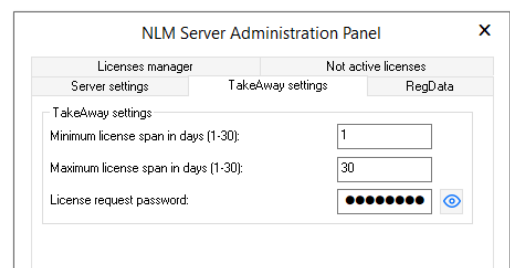 NLM Server Administration Panel
Licenses manager
Not active licenses
Server settings
TakeAway settings
RegData
TakeAway settings
Minimum license span in days (1-30):
1
Maximum license span in days (1-30):
30
License request password:
●●●●●●●●